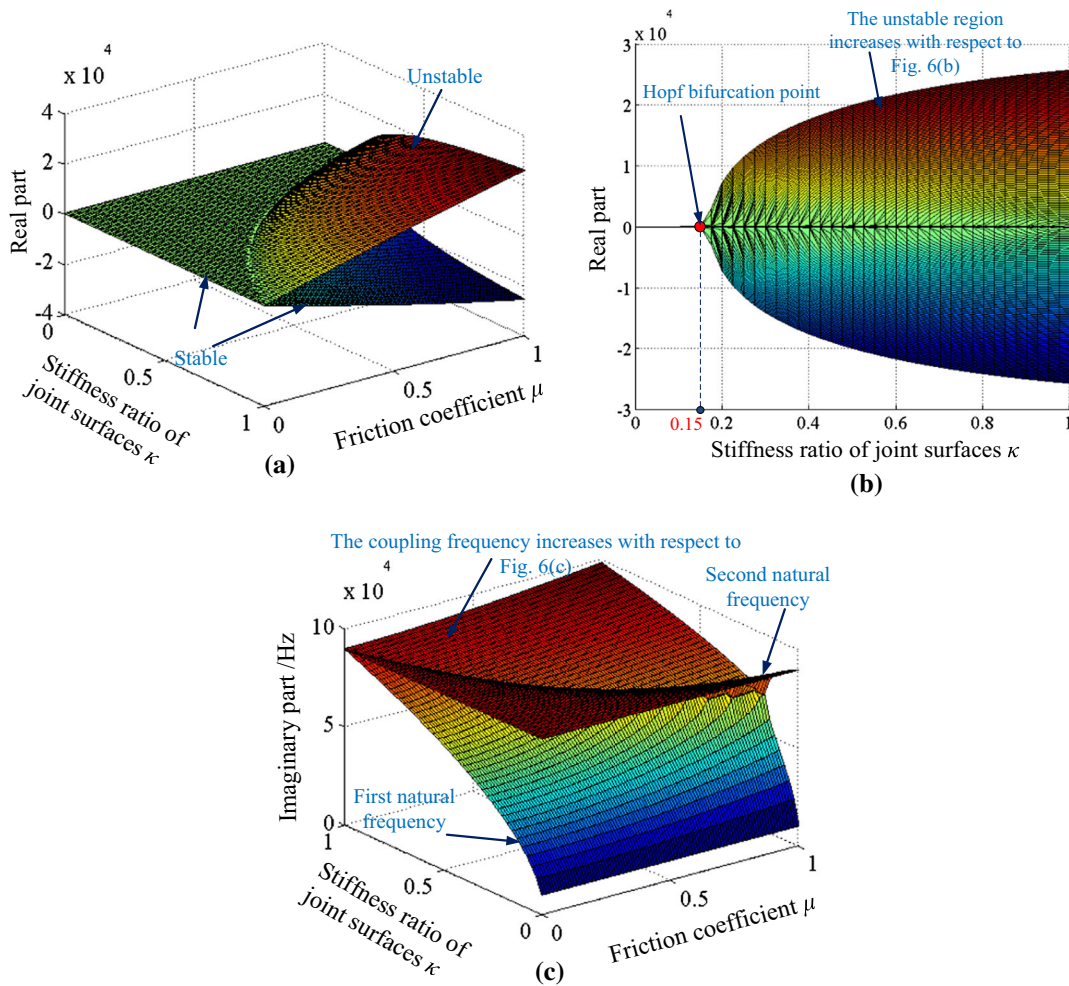 4
x 10
Unstable
4
2
0
-2
-4
Real part
0
0.5
1
Stable
Stiffness ratio of
joint surfaces κ
0
0.5
1
Friction coefficient μ
(a)
x 10
4
The unstable region
increases with respect to
Fig. 6(b)
Hopf bifurcation point
3
2
1
0
-1
-2
-3
Real part
0
0.15
0.2
0.4
0.6
0.8
1
Stiffness ratio of joint surfaces κ
(b)
The coupling frequency increases with respect to
Fig. 6(c)
4
x 10
Second natural
frequency
10
5
0
Imaginary part /Hz
First natural
frequency
1
0.5
0
Stiffness ratio of
joint surfaces κ
0
0.5
1
Friction coefficient μ
(c)